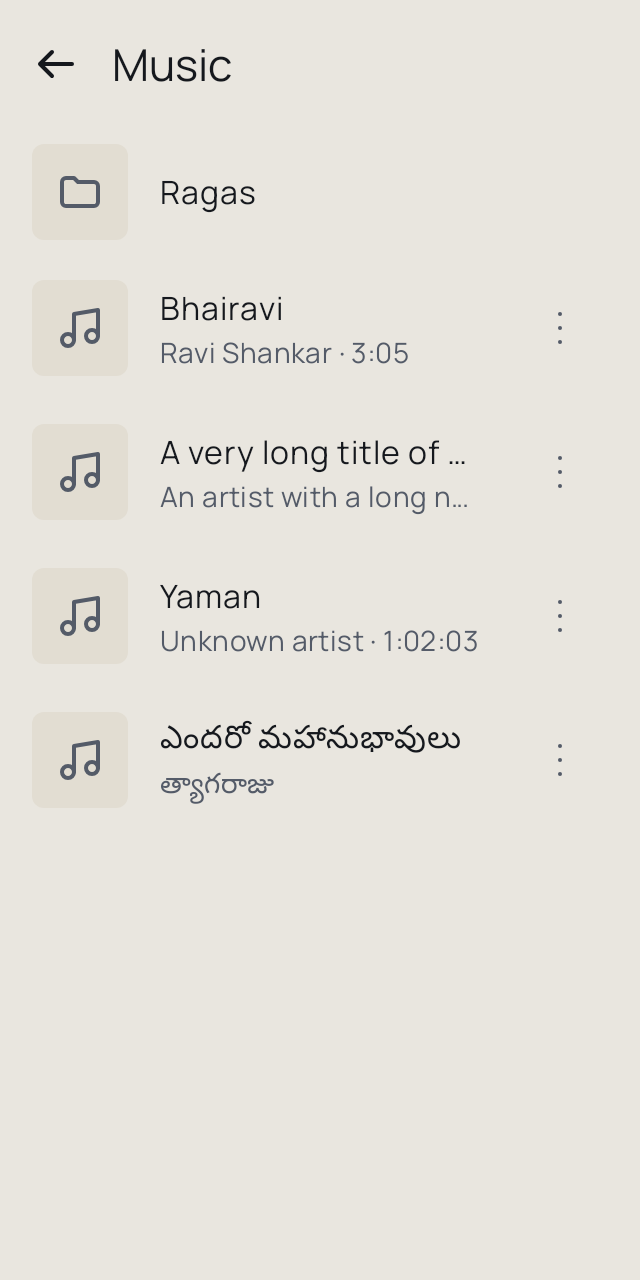 Music
Ragas
Bhairavi
Ravi Shankar · 3:05
A very long title of …
An artist with a long n…
Yaman
Unknown artist · 1:02:03
ఎందరో మహానుభావులు
త్యాగరాజు